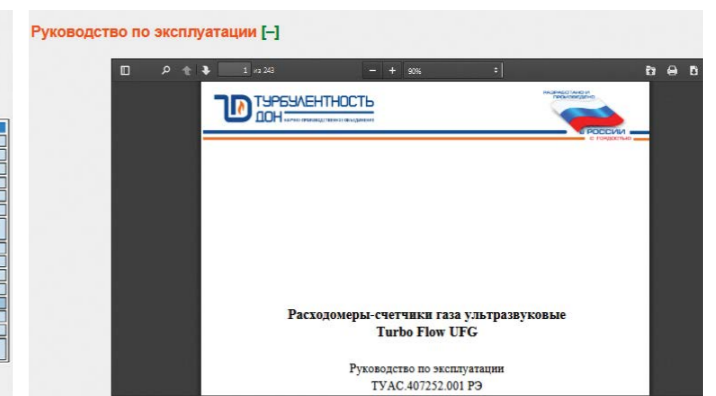 Руководство по эксплуатации [–]
1 из 243
90%
ТУРБУЛЕНТНОСТЬ
ДОН
РОССИИ
С ГОРДОСТЬЮ
Расходомеры-счетчики газа ультразвуковые
Turbo Flow UFG
Руководство по эксплуатации
ТУАС.407252.001 РЭ